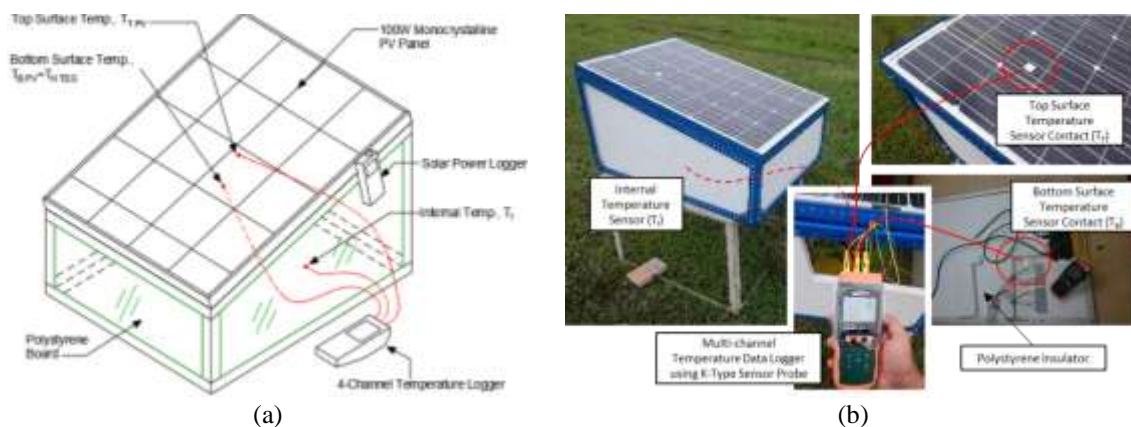 Top Surface Temp., T
100W Monocrystalline
PV Panel
Bottom Surface Temp.,
Solar Power Logger
Internal Temp.,
Polystyrene
Board
4-Channel Temperature Logger
(a)
Top Surface
Temperature
Sensor Contact (T
Internal
Temperature
Sensor
Bottom Surface
Temperature
Sensor Contact
Multi-channel
Temperature Data Logger
using K-Type Sensor Probe
Polystyrene Insulator
(b)